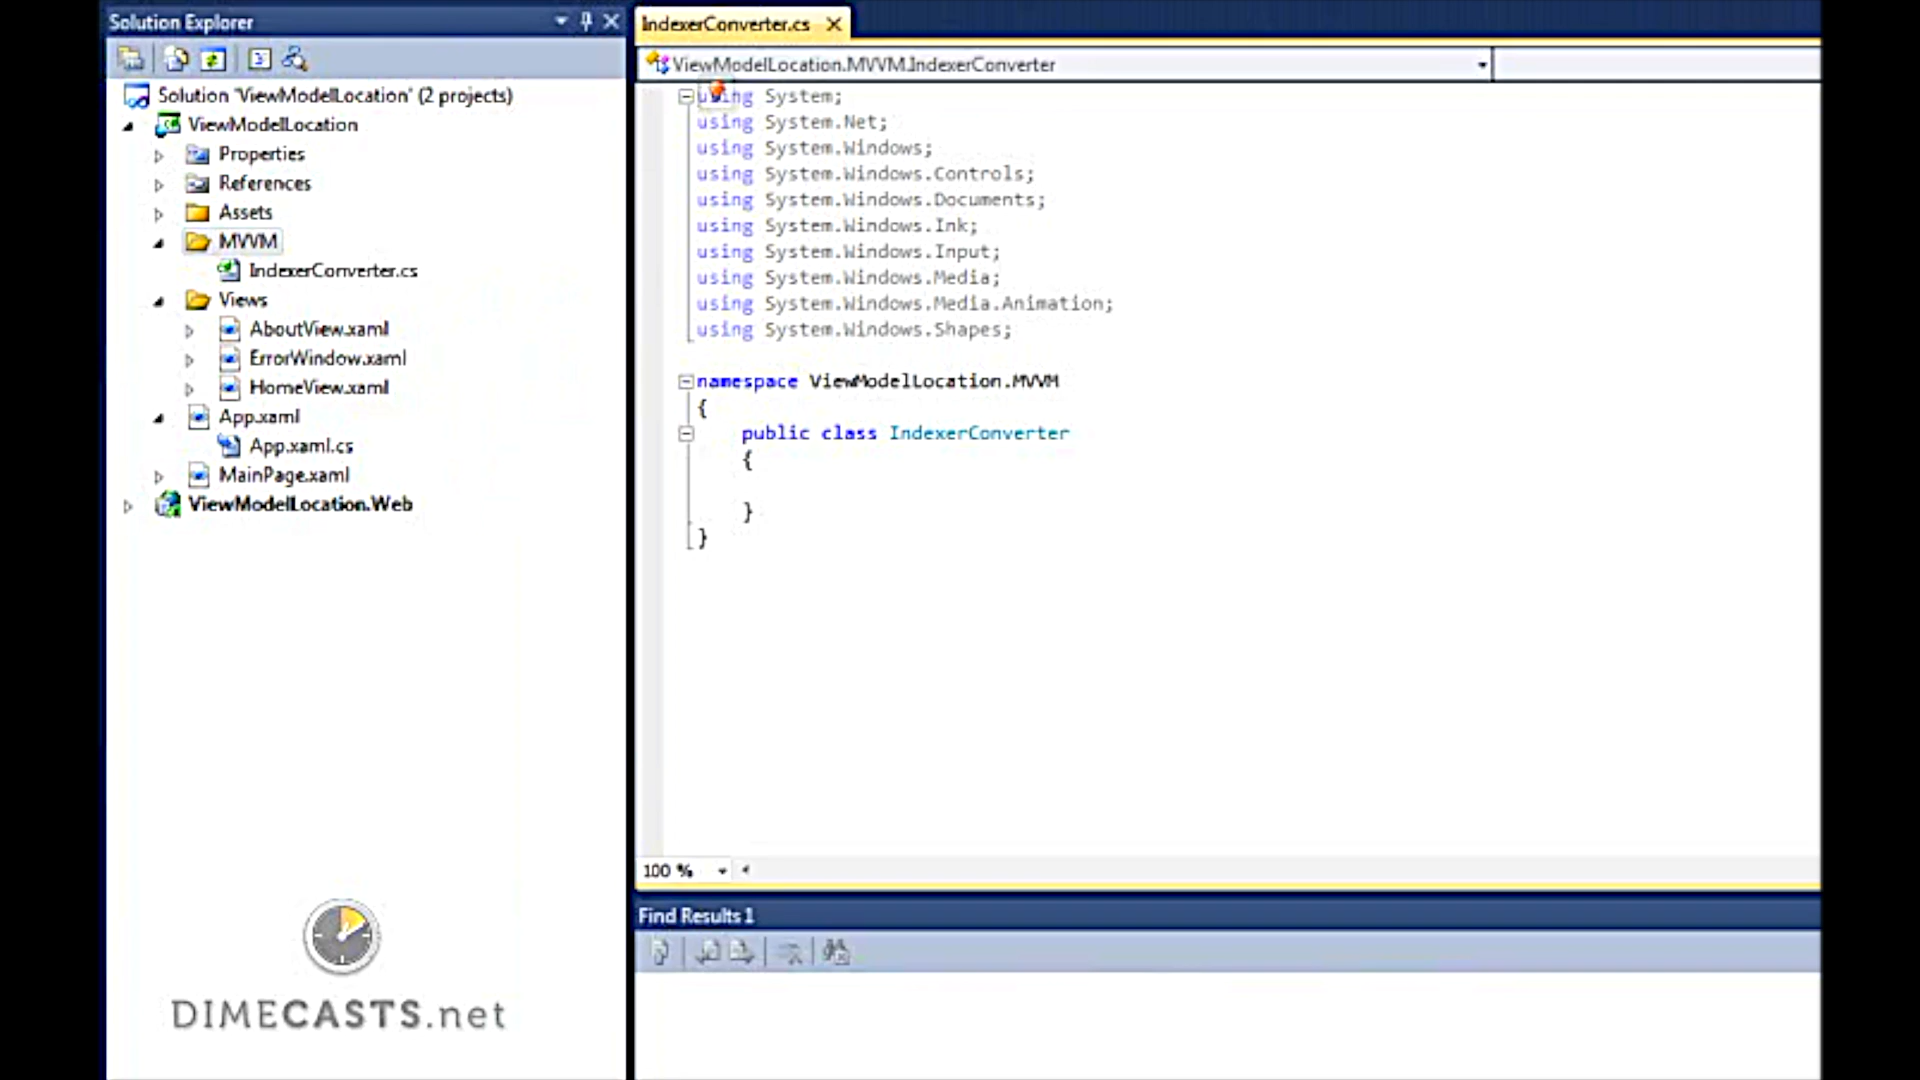 Solution Explorer
Solution 'ViewModelLocation' (2 projects)
ViewModelLocation
Properties
References
Assets
MVVM
IndexerConverter.cs
Views
AboutView.xaml
ErrorWindow.xaml
HomeView.xaml
App.xaml
App.xaml.cs
MainPage.xaml
ViewModelLocation.Web
DIMECASTS.net
IndexerConverter.cs
ViewModelLocation.MVVM.IndexerConverter
using System;
using System.Net;
using System.Windows;
using System.Windows.Controls;
using System.Windows.Documents;
using System.Windows.Ink;
using System.Windows.Input;
using System.Windows.Media;
using System.Windows.Media.Animation;
using System.Windows.Shapes;
namespace ViewModelLocation.MVVM
{
public class IndexerConverter
{
}
}
100 %
Find Results 1